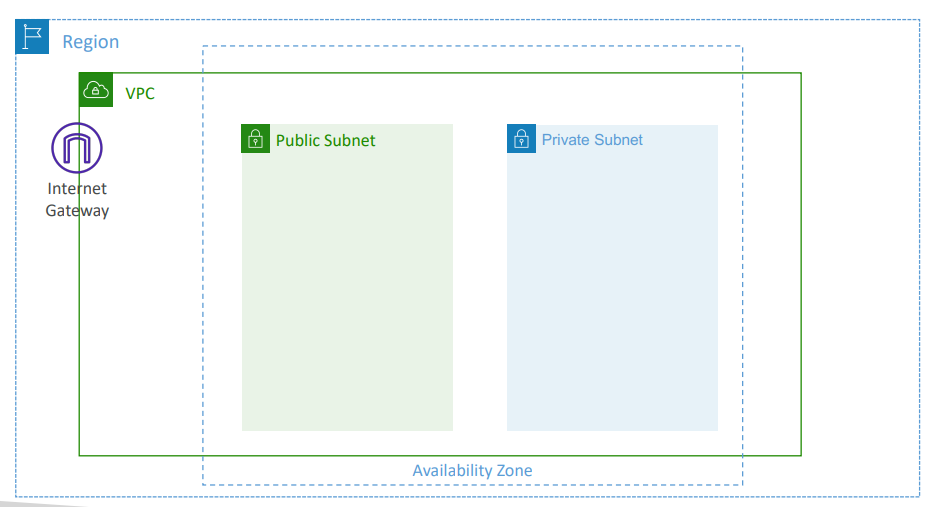 Region
VPC
Public Subnet
Private Subnet
Internet
Gateway
Availability Zone